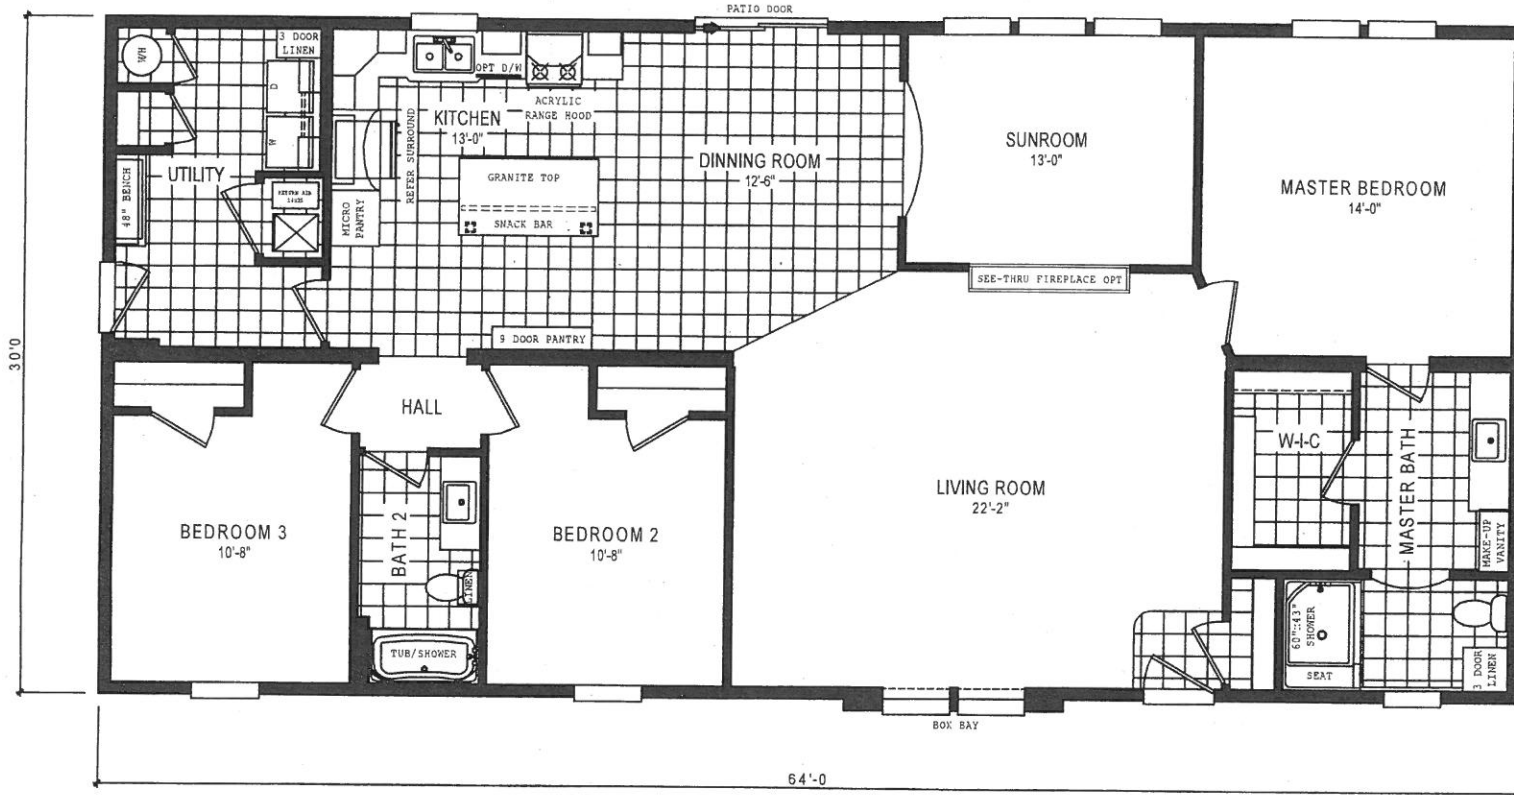 PATIO DOOR
3 DOOR
LINEN
WH
D
W
OPT D/W
ACRYLIC
RANGE HOOD
KITCHEN
13'-0"
REFER SURROUND
MICRO
PANTRY
GRANITE TOP
SNACK BAR
DINNING ROOM
12'-6"
SUNROOM
13'-0"
MASTER BEDROOM
14'-0"
UTILITY
48" BENCH
RETURN AIR
SEE-THRU FIREPLACE OPT
9 DOOR PANTRY
30'0
HALL
W-I-C
MASTER BATH
MAKE-UP
VANITY
LIVING ROOM
22'-2"
BEDROOM 3
10'-8"
BATH 2
LINEN
BEDROOM 2
10'-8"
TUB/SHOWER
60"::43"
SHOWER
SEAT
3 DOOR
LINEN
BOX BAY
64'-0